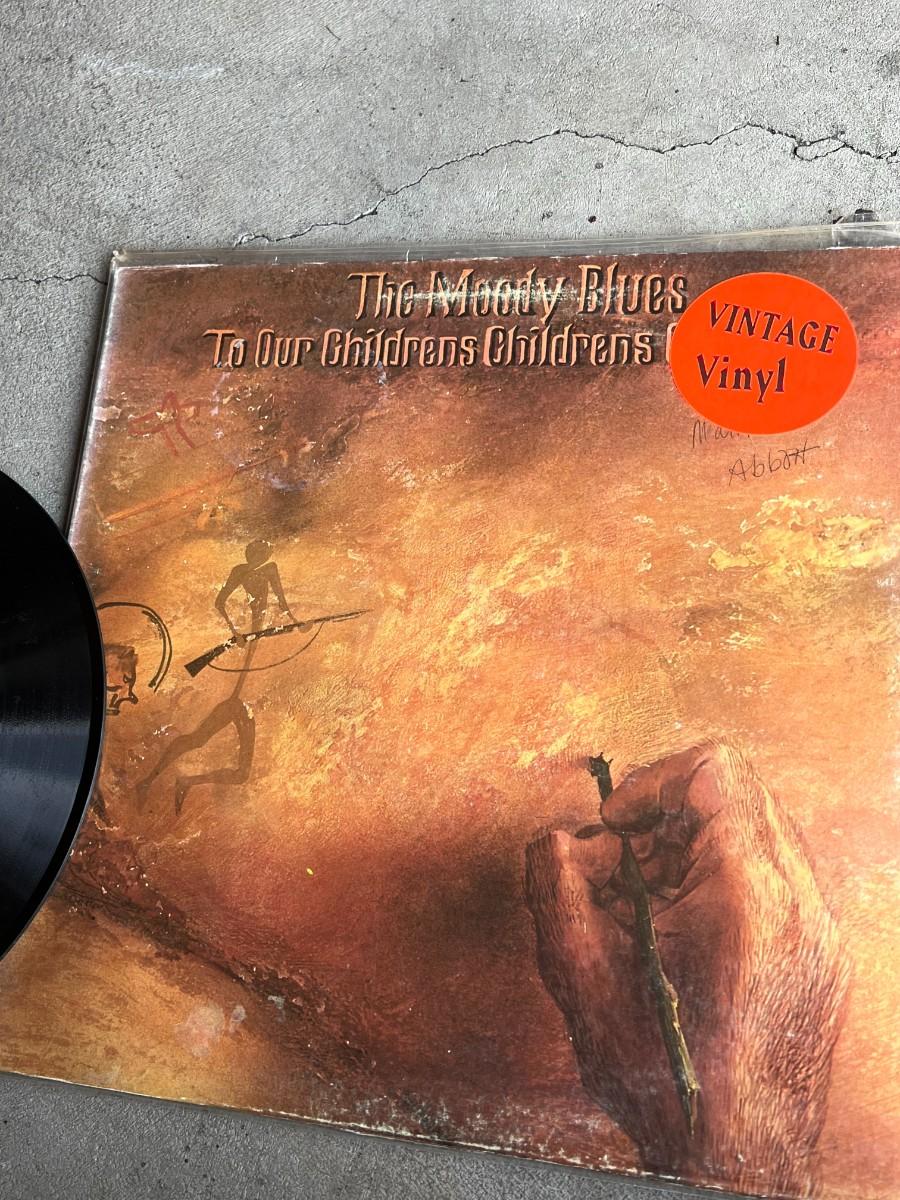 The Moody Blues
To Our Childrens Childrens
VINTAGE
Vinyl
Abbott